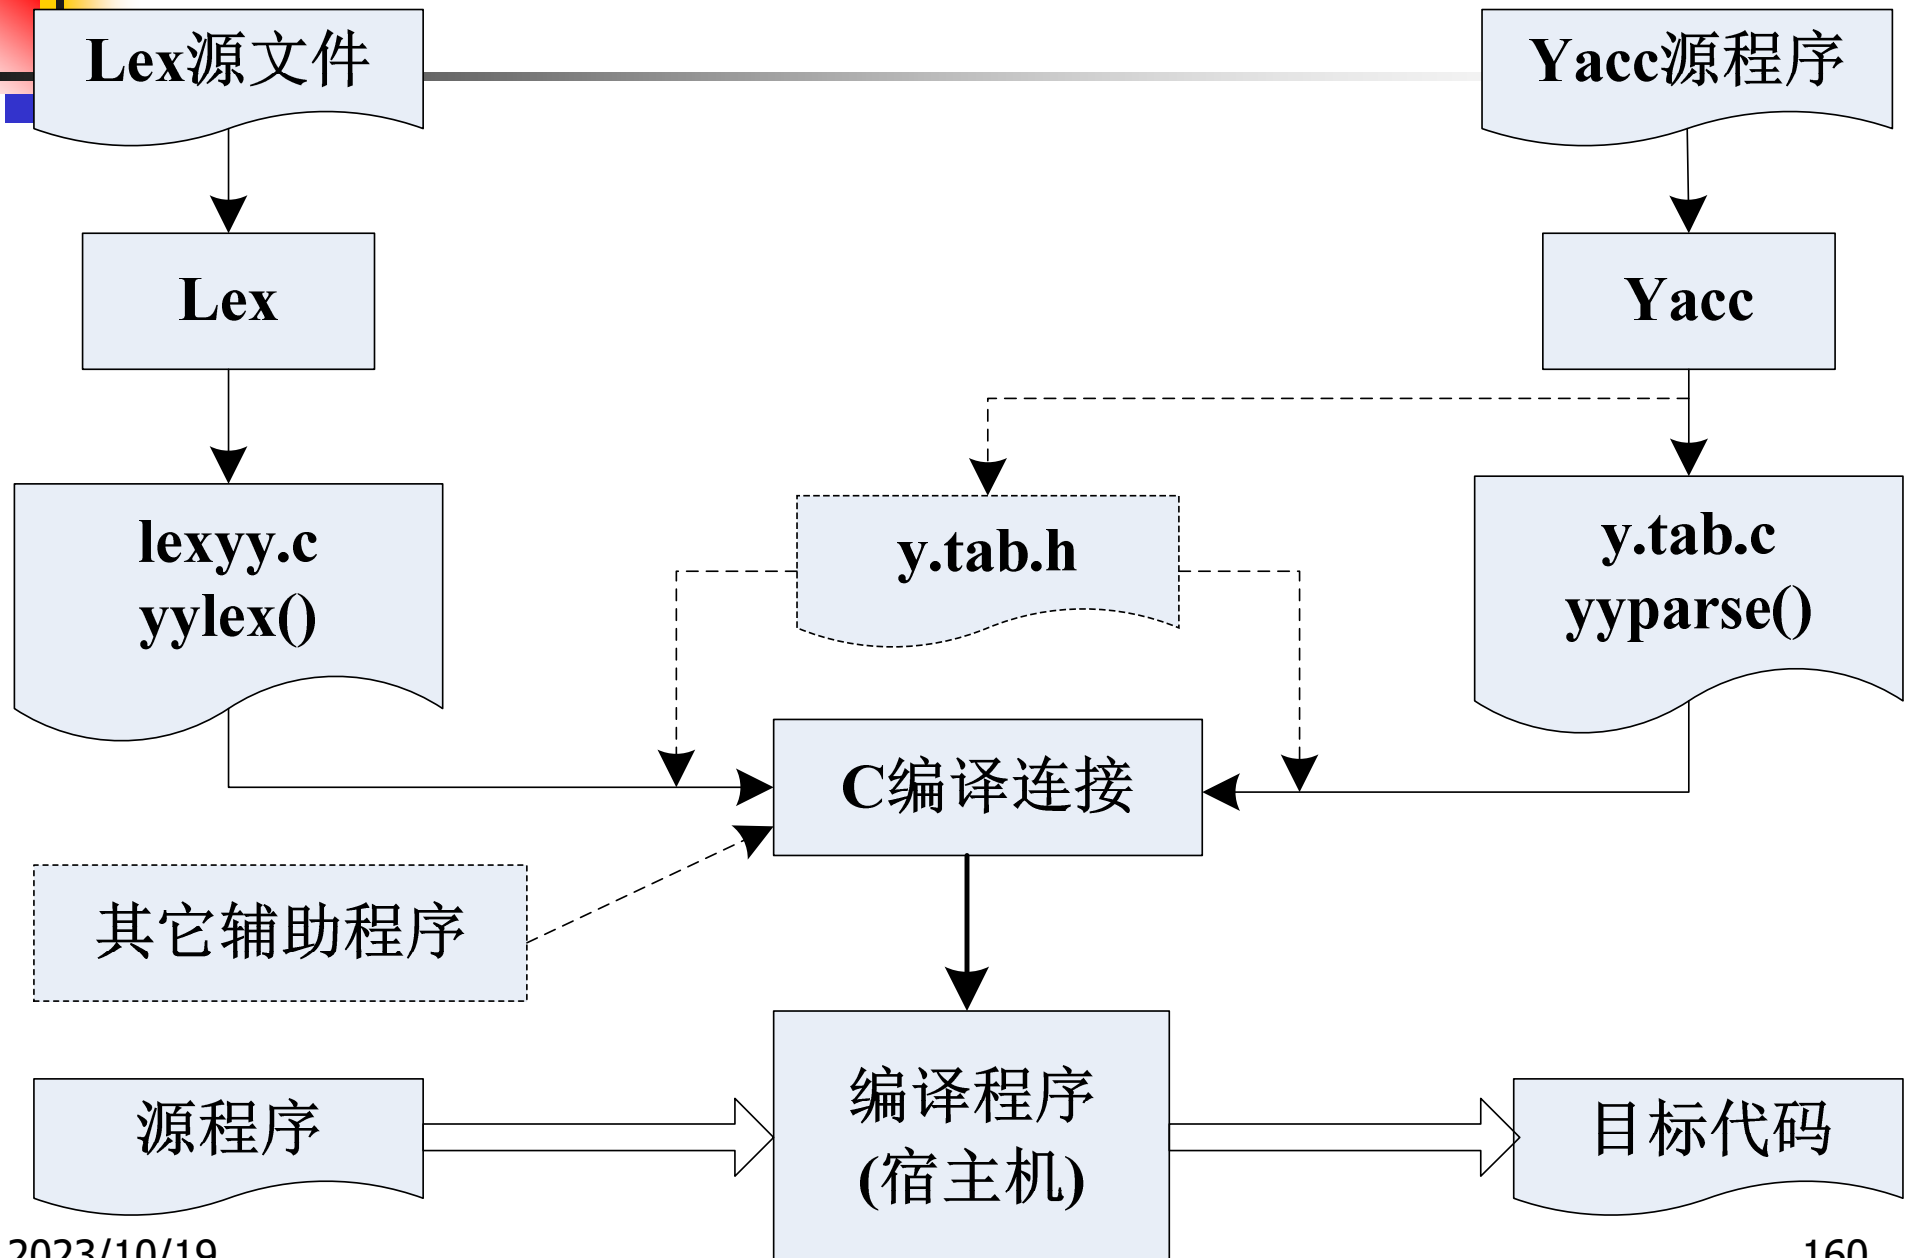 Lex源文件
Yacc源程序
Lex
Yacc
lexyy.c
yylex()
y.tab.h
y.tab.c
yyparse()
C编译连接
其它辅助程序
源程序
编译程序
(宿主机)
目标代码
2023/10/19
160